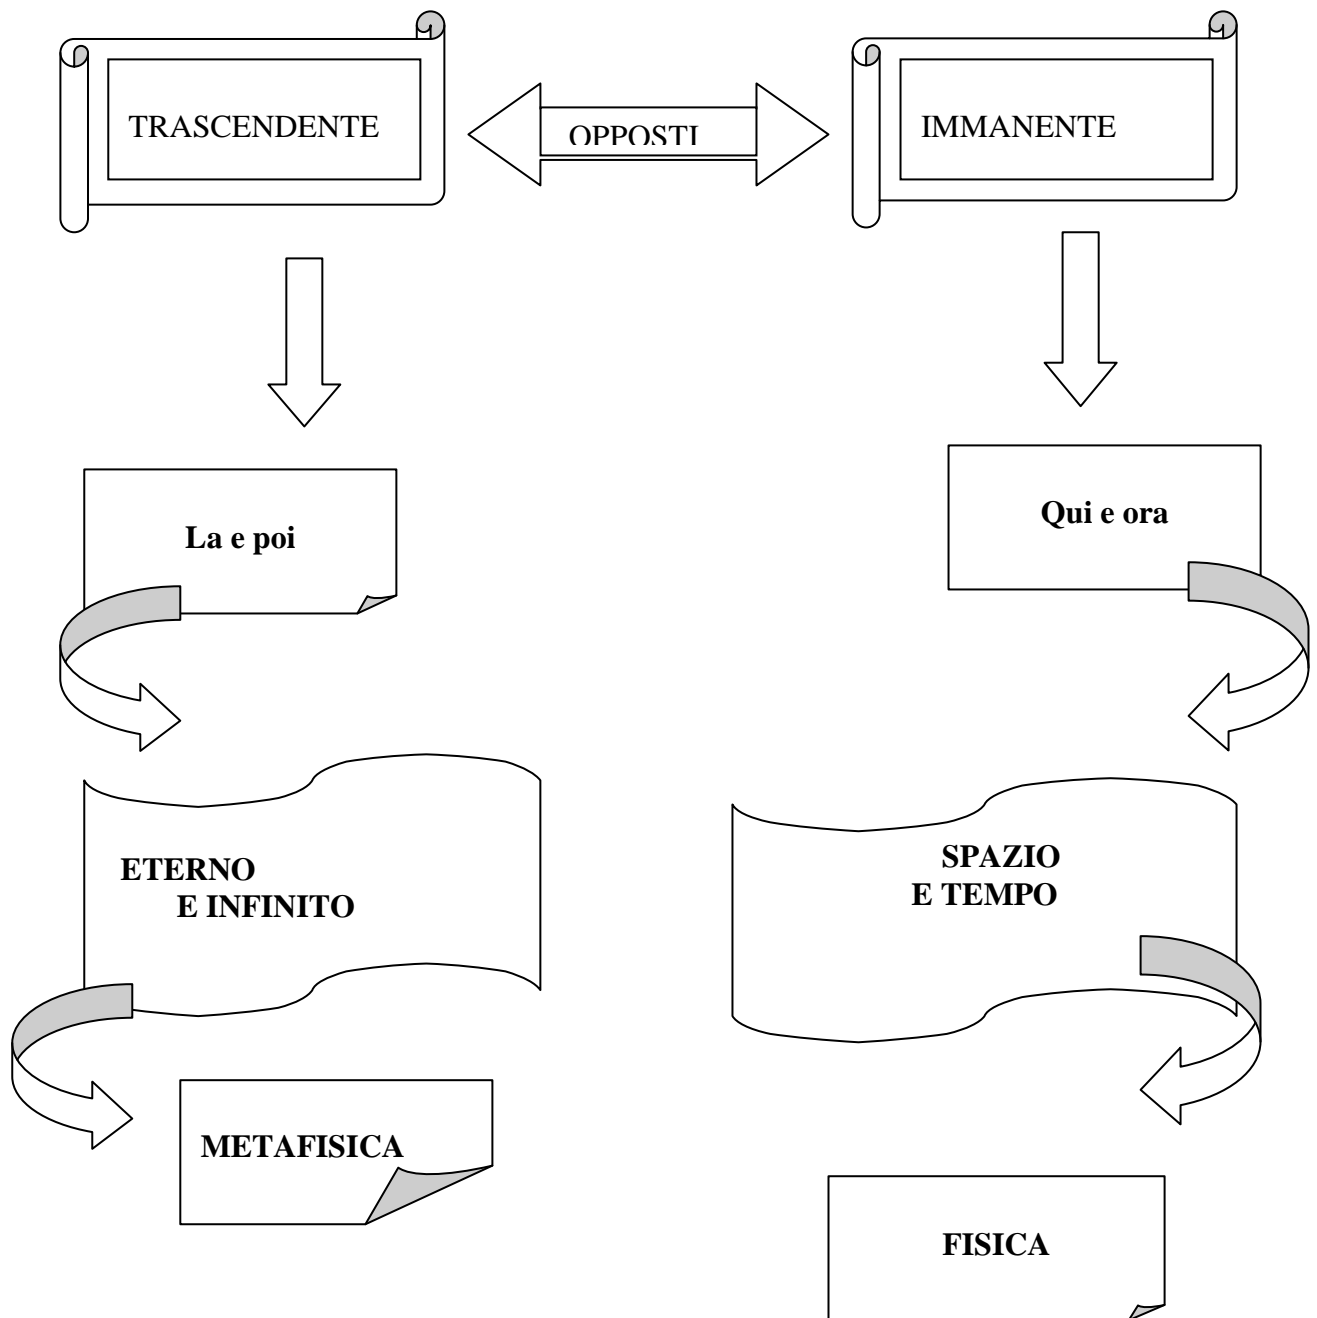 TRASCENDENTE
OPPOSTI
IMMANENTE
La e poi
Qui e ora
ETERNO
E INFINITO
SPAZIO
E TEMPO
METAFISICA
FISICA